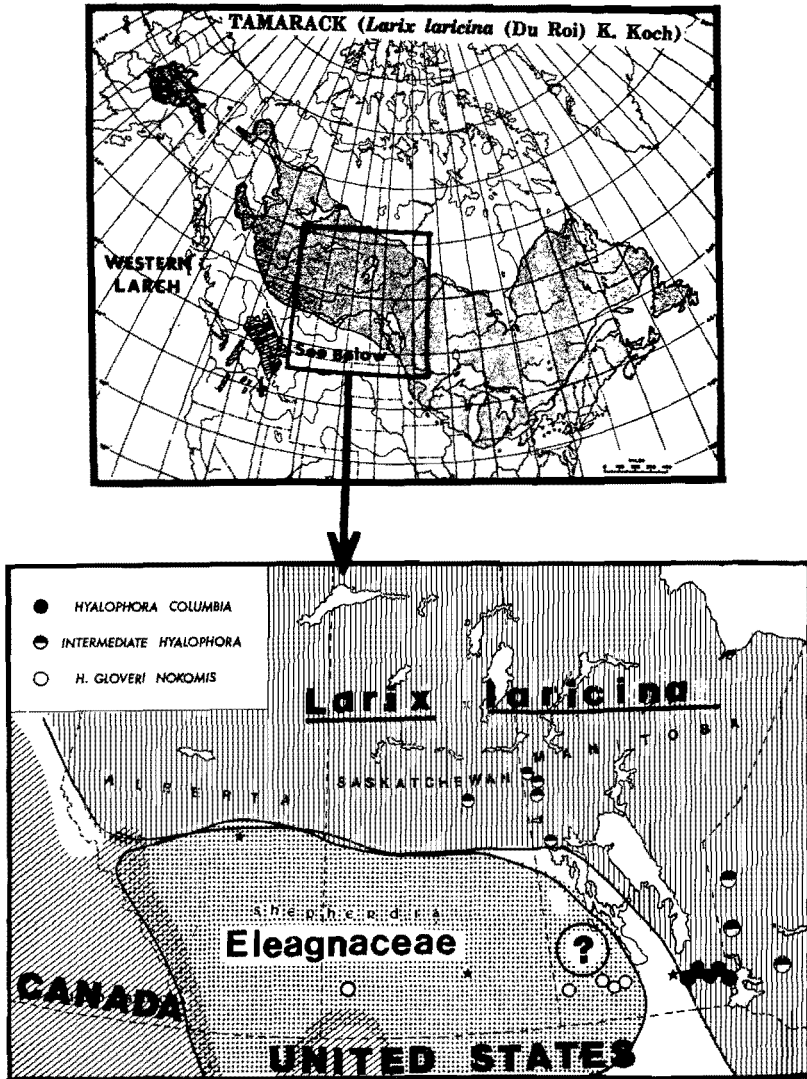 TAMARACK (Larix laricina (Du Roi) K. Koch)
WESTERN
LARCH
See Below
HYALOPHORA COLUMBIA
INTERMEDIATE HYALOPHORA
H. GLOVERI NOKOMIS
Larix laricina
MANITOBA
SASKATCHEWAN
ALBERTA
shepherdia
Eleagnaceae
?
CANADA
UNITED STATES